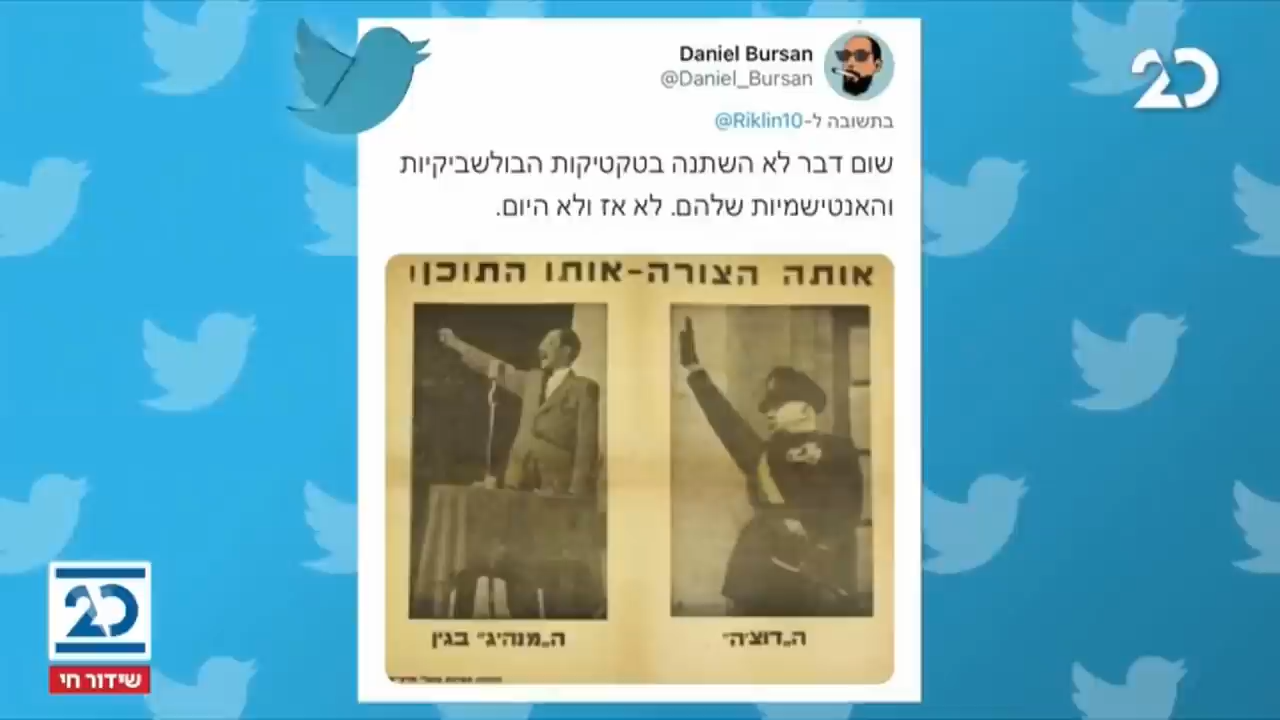 Daniel Bursan
@Daniel_Bursan
בתשובה ל-@Riklin10
שום דבר לא השתנה בטקטיקות הבולשביקיות
והאנטישמיות שלהם. לא אז ולא היום.
אותה הצורה-אותו התוכן!
ה„דוצ'ה"
ה„מנהיג" בגין
20
20
שידור חי